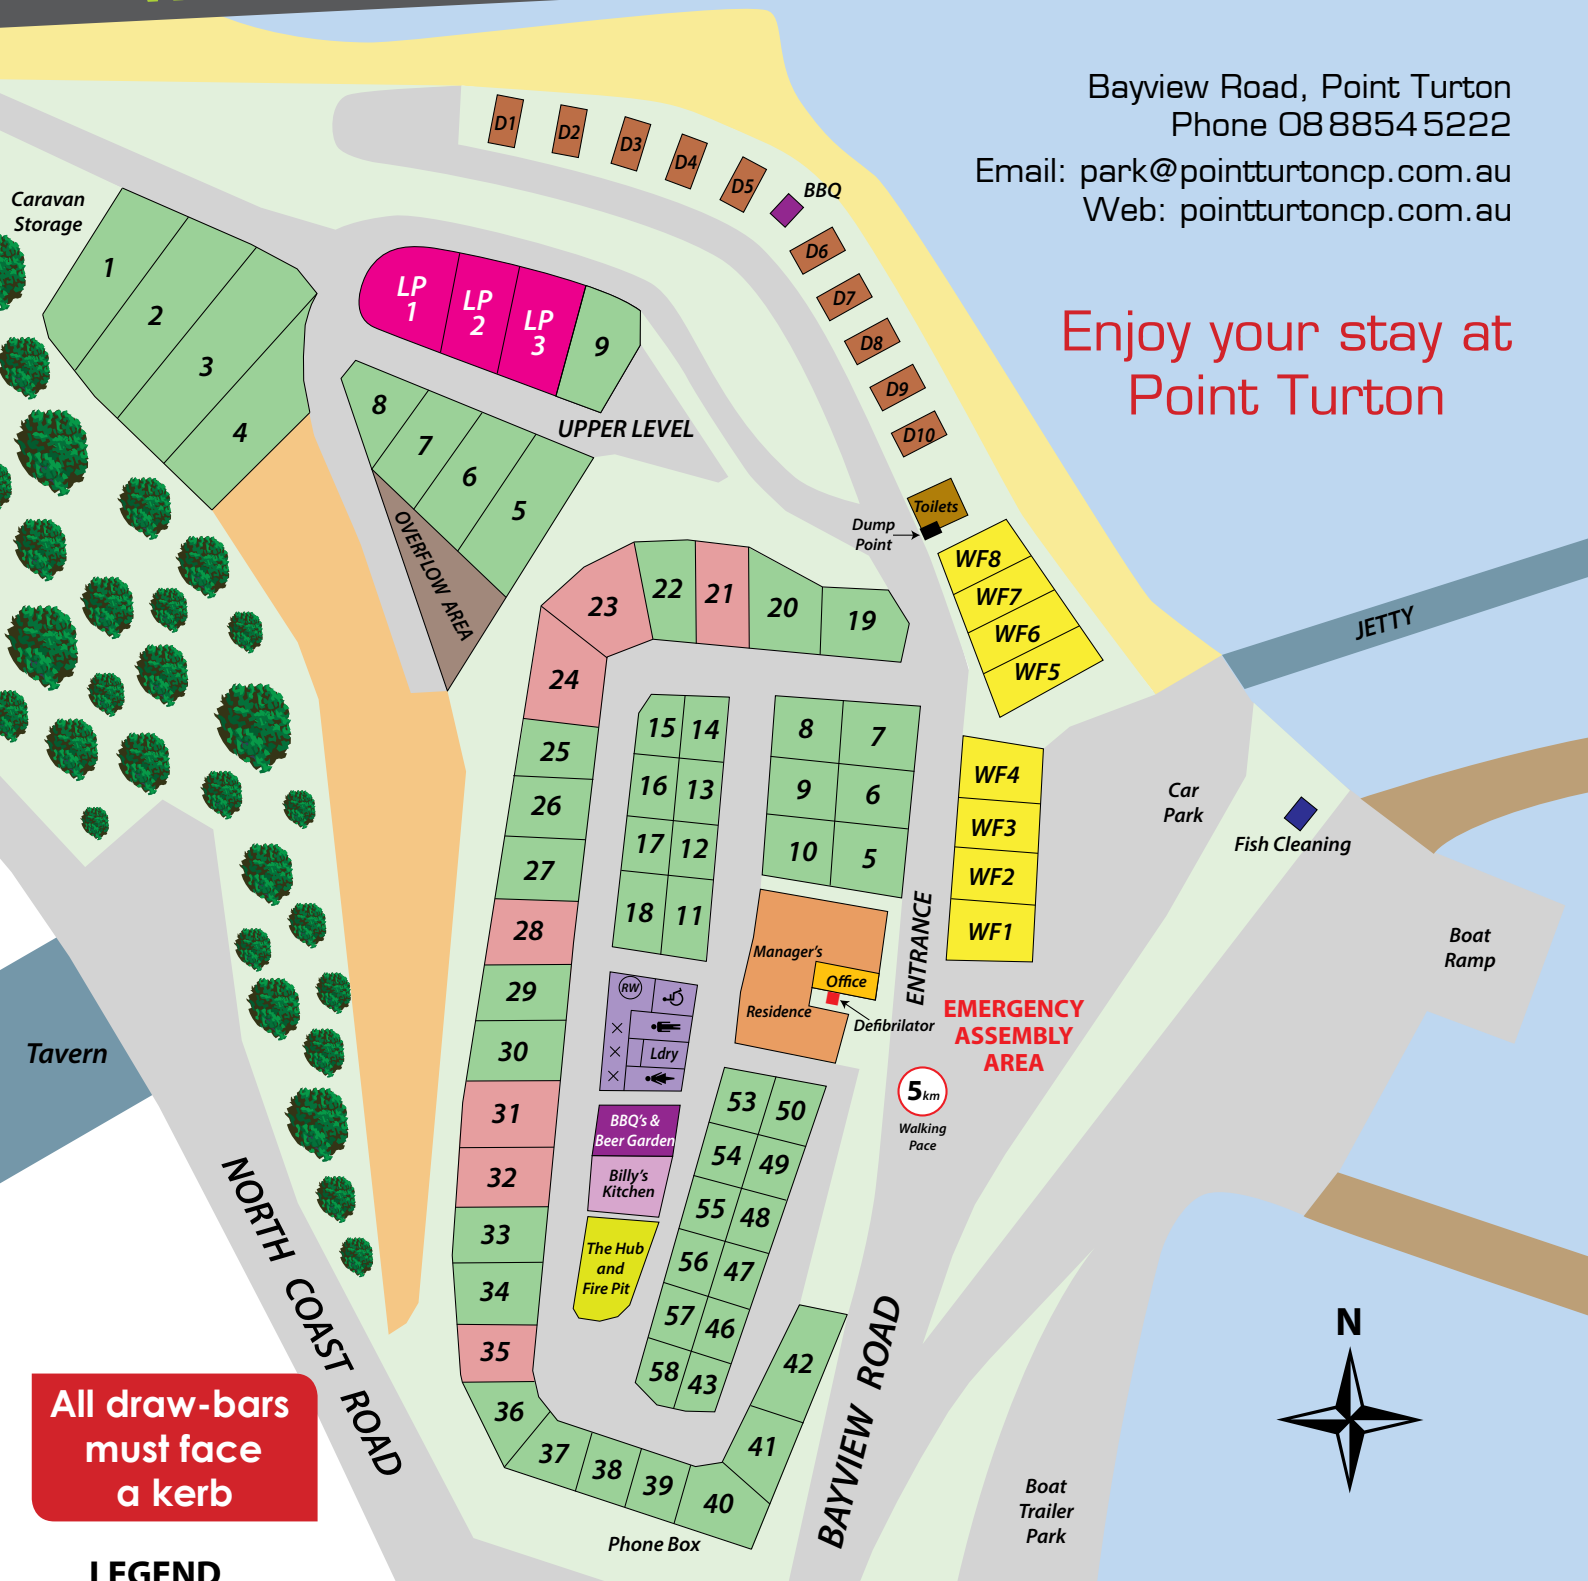 Bayview Road, Point Turton
Phone 08 8854 5222
Email: park@pointturtoncp.com.au
Web: pointturtoncp.com.au
Enjoy your stay at
Point Turton
D1
D2
D3
D4
D5
BBQ
D6
D7
D8
D9
D10
Caravan
Storage
1
2
3
4
LP
1
LP
2
LP
3
9
8
7
6
5
UPPER LEVEL
OVERFLOW AREA
Toilets
Dump
Point
WF8
WF7
WF6
WF5
JETTY
23
22
21
20
19
24
25
26
27
28
29
30
31
32
33
34
35
36
37
38
39
40
41
42
15
14
16
13
17
12
18
11
8
7
9
6
10
5
WF4
WF3
WF2
WF1
Car
Park
Fish Cleaning
Boat
Ramp
ENTRANCE
Manager's
Residence
Office
Defibrilator
EMERGENCY
ASSEMBLY
AREA
5km
Walking
Pace
RW
Ldry
BBQ's &
Beer Garden
Billy's
Kitchen
The Hub
and
Fire Pit
53
50
54
49
55
48
56
47
57
46
58
43
Tavern
NORTH COAST ROAD
BAYVIEW ROAD
Phone Box
Boat
Trailer
Park
N
All draw-bars
must face
a kerb
LEGEND